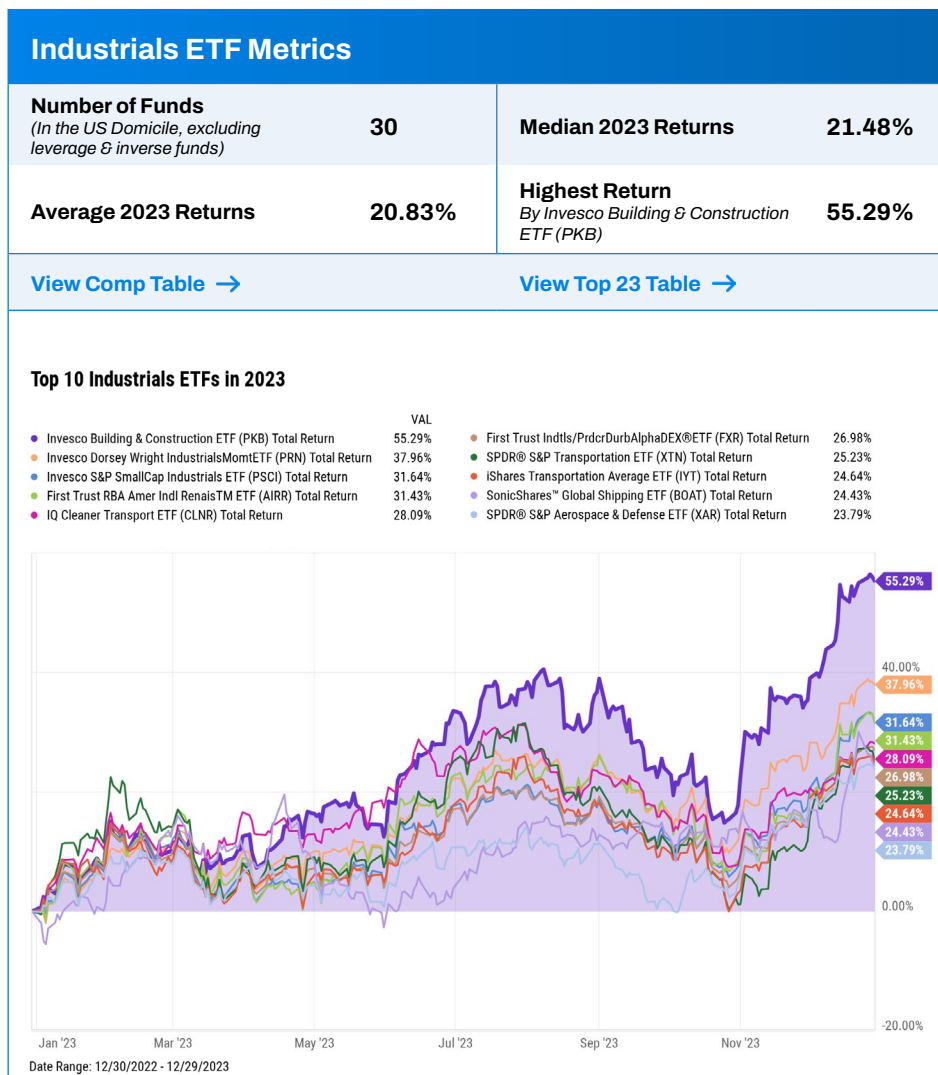 Industrials ETF Metrics
Number of Funds
(In the US Domicile, excluding
leverage & inverse funds)
30
Median 2023 Returns
21.48%
Average 2023 Returns
20.83%
Highest Return
By Invesco Building & Construction
ETF (PKB)
55.29%
View Comp Table →
View Top 23 Table →
Top 10 Industrials ETFs in 2023
VAL
Invesco Building & Construction ETF (PKB) Total Return 55.29%
Invesco Dorsey Wright IndustrialsMomtETF (PRN) Total Return 37.96%
Invesco S&P SmallCap Industrials ETF (PSCI) Total Return 31.64%
First Trust RBA Amer Indl RenaisTM ETF (AIRR) Total Return 31.43%
IQ Cleaner Transport ETF (CLNR) Total Return 28.09%
First Trust Indtls/PrdcrDurbAlphaDEX®ETF (FXR) Total Return 26.98%
SPDR® S&P Transportation ETF (XTN) Total Return 25.23%
iShares Transportation Average ETF (IYT) Total Return 24.64%
SonicShares™ Global Shipping ETF (BOAT) Total Return 24.43%
SPDR® S&P Aerospace & Defense ETF (XAR) Total Return 23.79%
55.29%
40.00%
37.96%
31.64%
31.43%
28.09%
26.98%
25.23%
24.64%
24.43%
23.79%
0.00%
-20.00%
Jan '23 Mar '23 May '23 Jul '23 Sep '23 Nov '23
Date Range: 12/30/2022 - 12/29/2023